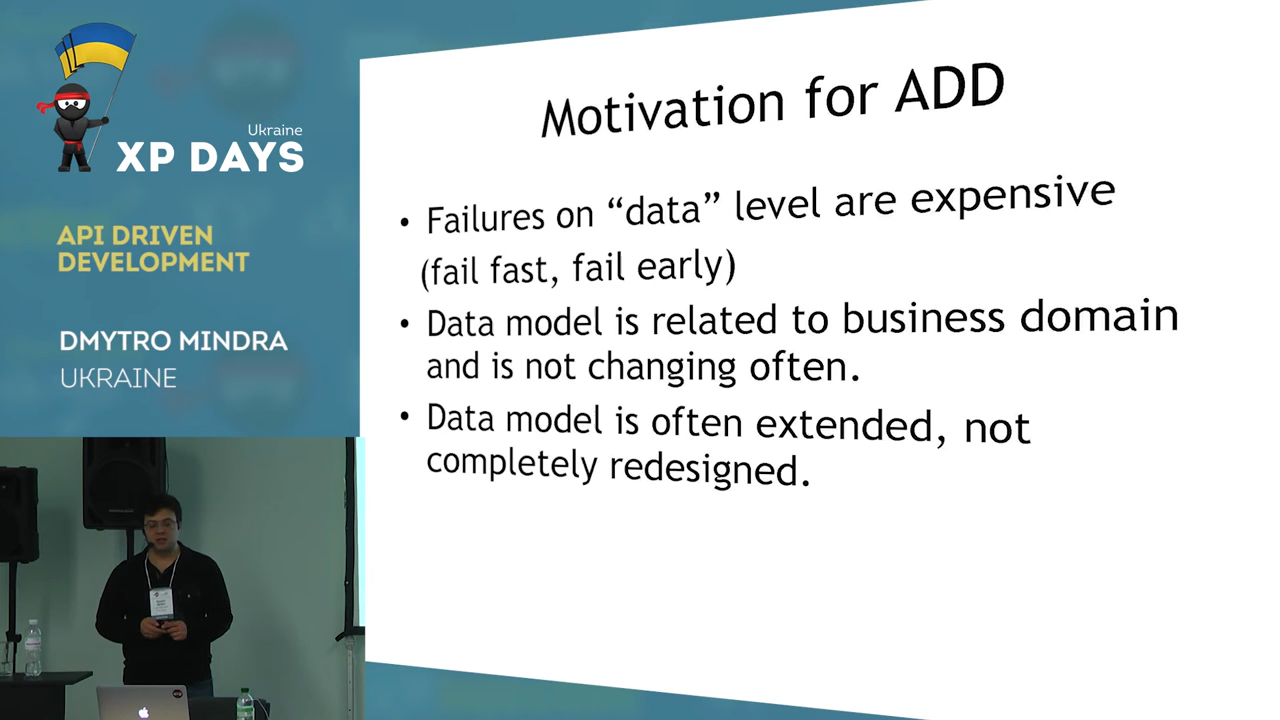 Ukraine
XP DAYS
API DRIVEN
DEVELOPMENT
DMYTRO MINDRA
UKRAINE
Motivation for ADD
• Failures on “data” level are expensive
(fail fast, fail early)
• Data model is related to business domain
and is not changing often.
• Data model is often extended, not
completely redesigned.